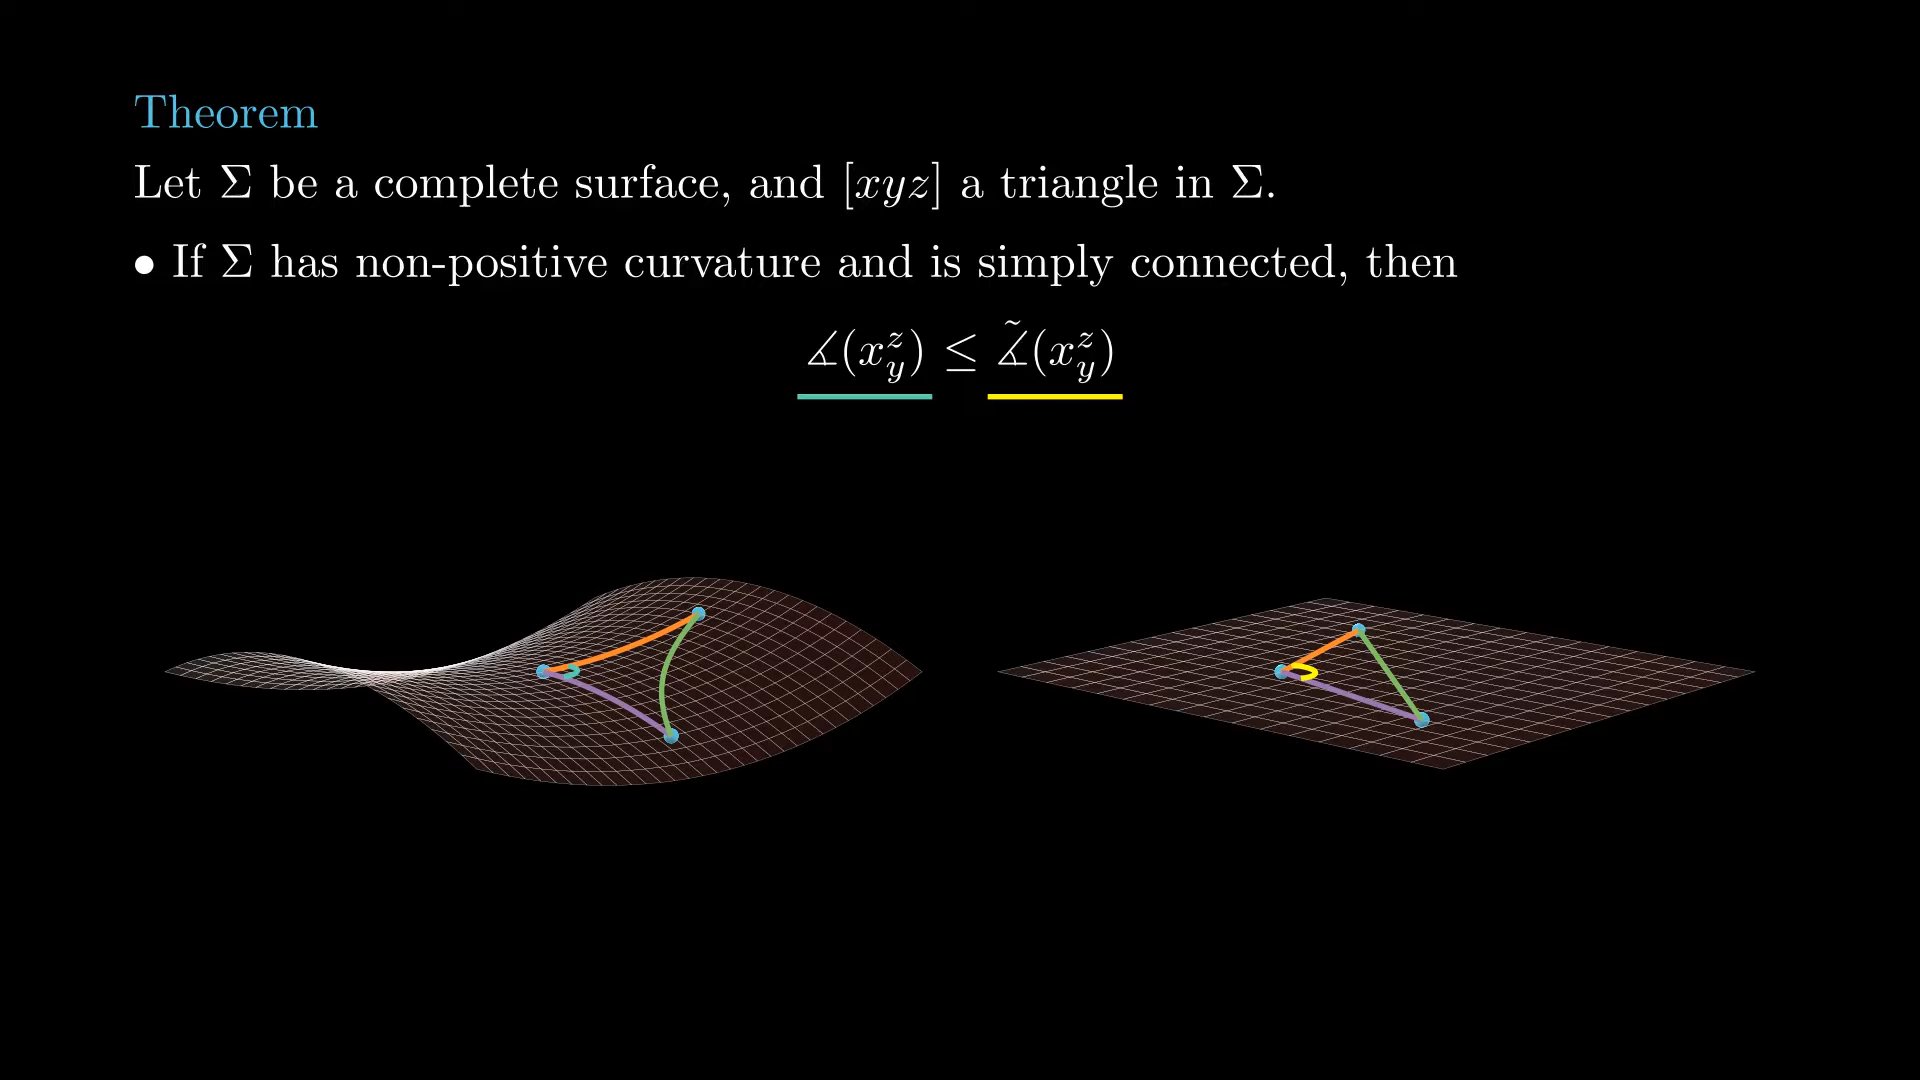 Theorem
Let Σ be a complete surface, and [xyz] a triangle in Σ.
• If Σ has non-positive curvature and is simply connected, then
∡(x^z_y) ≤ ∡̃(x^z_y)